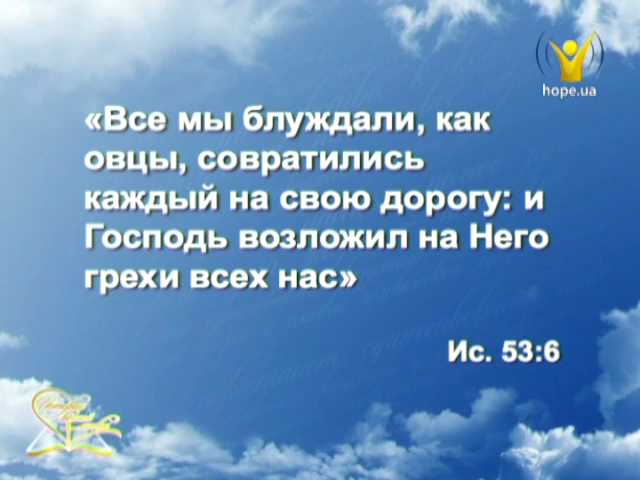 hope.ua
«Все мы блуждали, как
овцы, совратились
каждый на свою дорогу: и
Господь возложил на Него
грехи всех нас»
Ис. 53:6